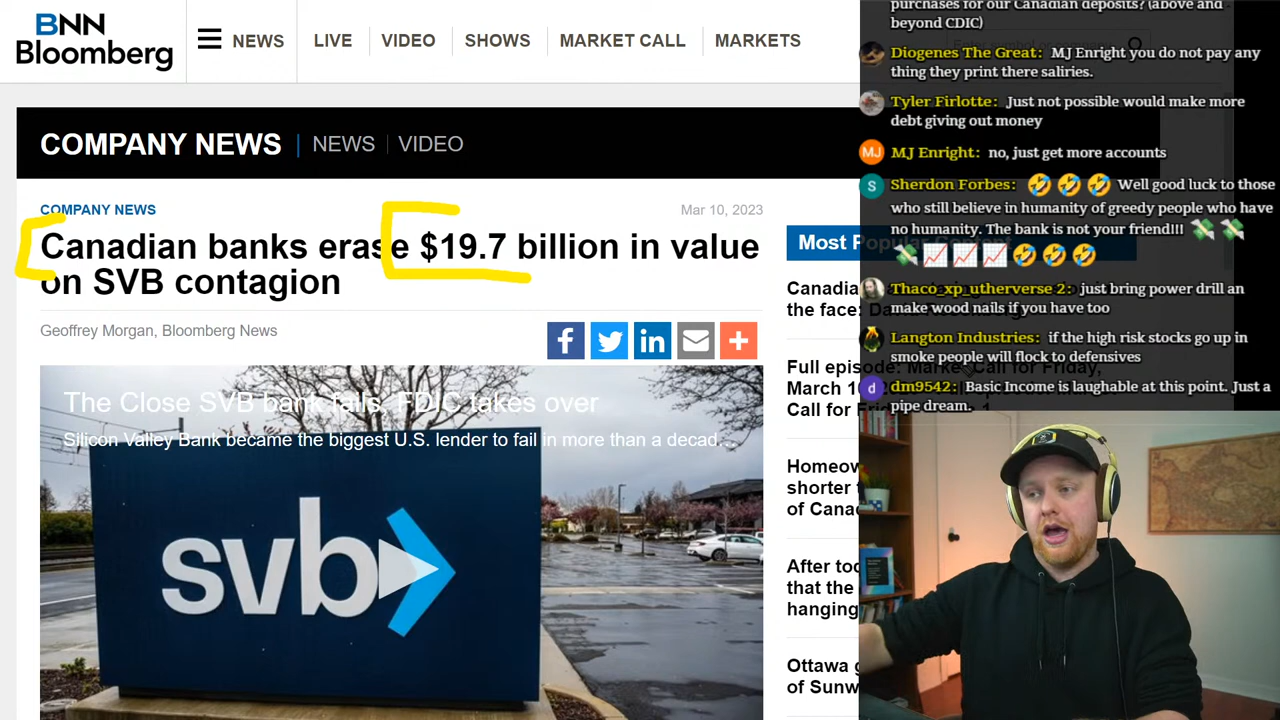 BNN
Bloomberg
NEWS
LIVE
VIDEO
SHOWS
MARKET CALL
MARKETS
COMPANY NEWS
NEWS
VIDEO
COMPANY NEWS
Mar 10, 2023
Canadian banks erase $19.7 billion in value
on SVB contagion
Geoffrey Morgan, Bloomberg News
The Close SVB bank fails, FDIC takes over
Silicon Valley Bank became the biggest U.S. lender to fail in more than a decad...
svb
Most Popular Content
Canadia
the face:
Full episode: Market Call for Friday,
March 1
Call for
Homeow
shorter
of Cana
After too
that the
hanging
Ottawa
of Sunw
purchases for our Canadian deposits? (above and
beyond CDIC)
Diogenes The Great: MJ Enright you do not pay any
thing they print there saliries.
Tyler Firlotte: Just not possible would make more
debt giving out money
MJ
MJ Enright: no, just get more accounts
S
Sherdon Forbes: 🤣🤣🤣 Well good luck to those
who still believe in humanity of greedy people who have
no humanity. The bank is not your friend!!! 💸💸
💸📈📈📈🤣🤣🤣
Thaco_xp_utherverse 2: just bring power drill an
make wood nails if you have too
Langton Industries: if the high risk stocks go up in
smoke people will flock to defensives
d
dm9542: Basic Income is laughable at this point. Just a
pipe dream.